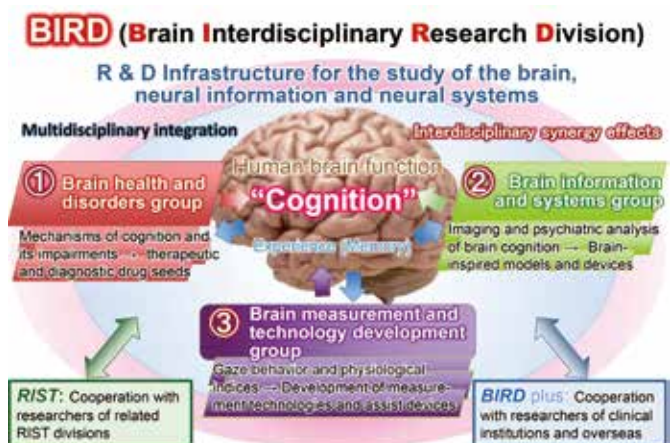 BIRD (Brain Interdisciplinary Research Division)
R & D Infrastructure for the study of the brain,
neural information and neural systems
Multidisciplinary integration
Interdisciplinary synergy effects
Human brain function
“Cognition”
Experience, Memory
① Brain health and
disorders group
Mechanisms of cognition and
its impairments → therapeutic
and diagnostic drug seeds
② Brain information
and systems group
Imaging and psychiatric analysis
of brain cognition → Brain-
inspired models and devices
③ Brain measurement and
technology development
group
Gaze behavior and physiological
indices → Development of measure-
ment technologies and assist devices
RIST: Cooperation with
researchers of related
RIST divisions
BIRD plus: Cooperation
with researchers of clinical
institutions and overseas